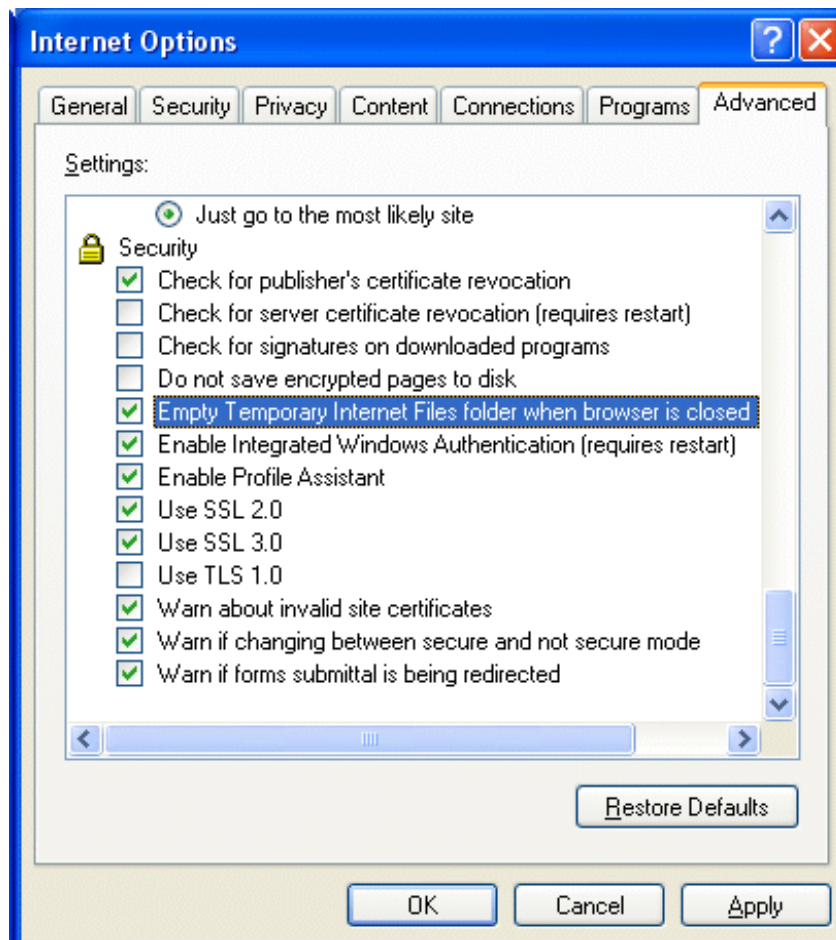 Internet Options
General Security Privacy Content Connections Programs Advanced
Settings:
Just go to the most likely site
Security
Check for publisher's certificate revocation
Check for server certificate revocation (requires restart)
Check for signatures on downloaded programs
Do not save encrypted pages to disk
Empty Temporary Internet Files folder when browser is closed
Enable Integrated Windows Authentication (requires restart)
Enable Profile Assistant
Use SSL 2.0
Use SSL 3.0
Use TLS 1.0
Warn about invalid site certificates
Warn if changing between secure and not secure mode
Warn if forms submittal is being redirected
Restore Defaults
OK Cancel Apply